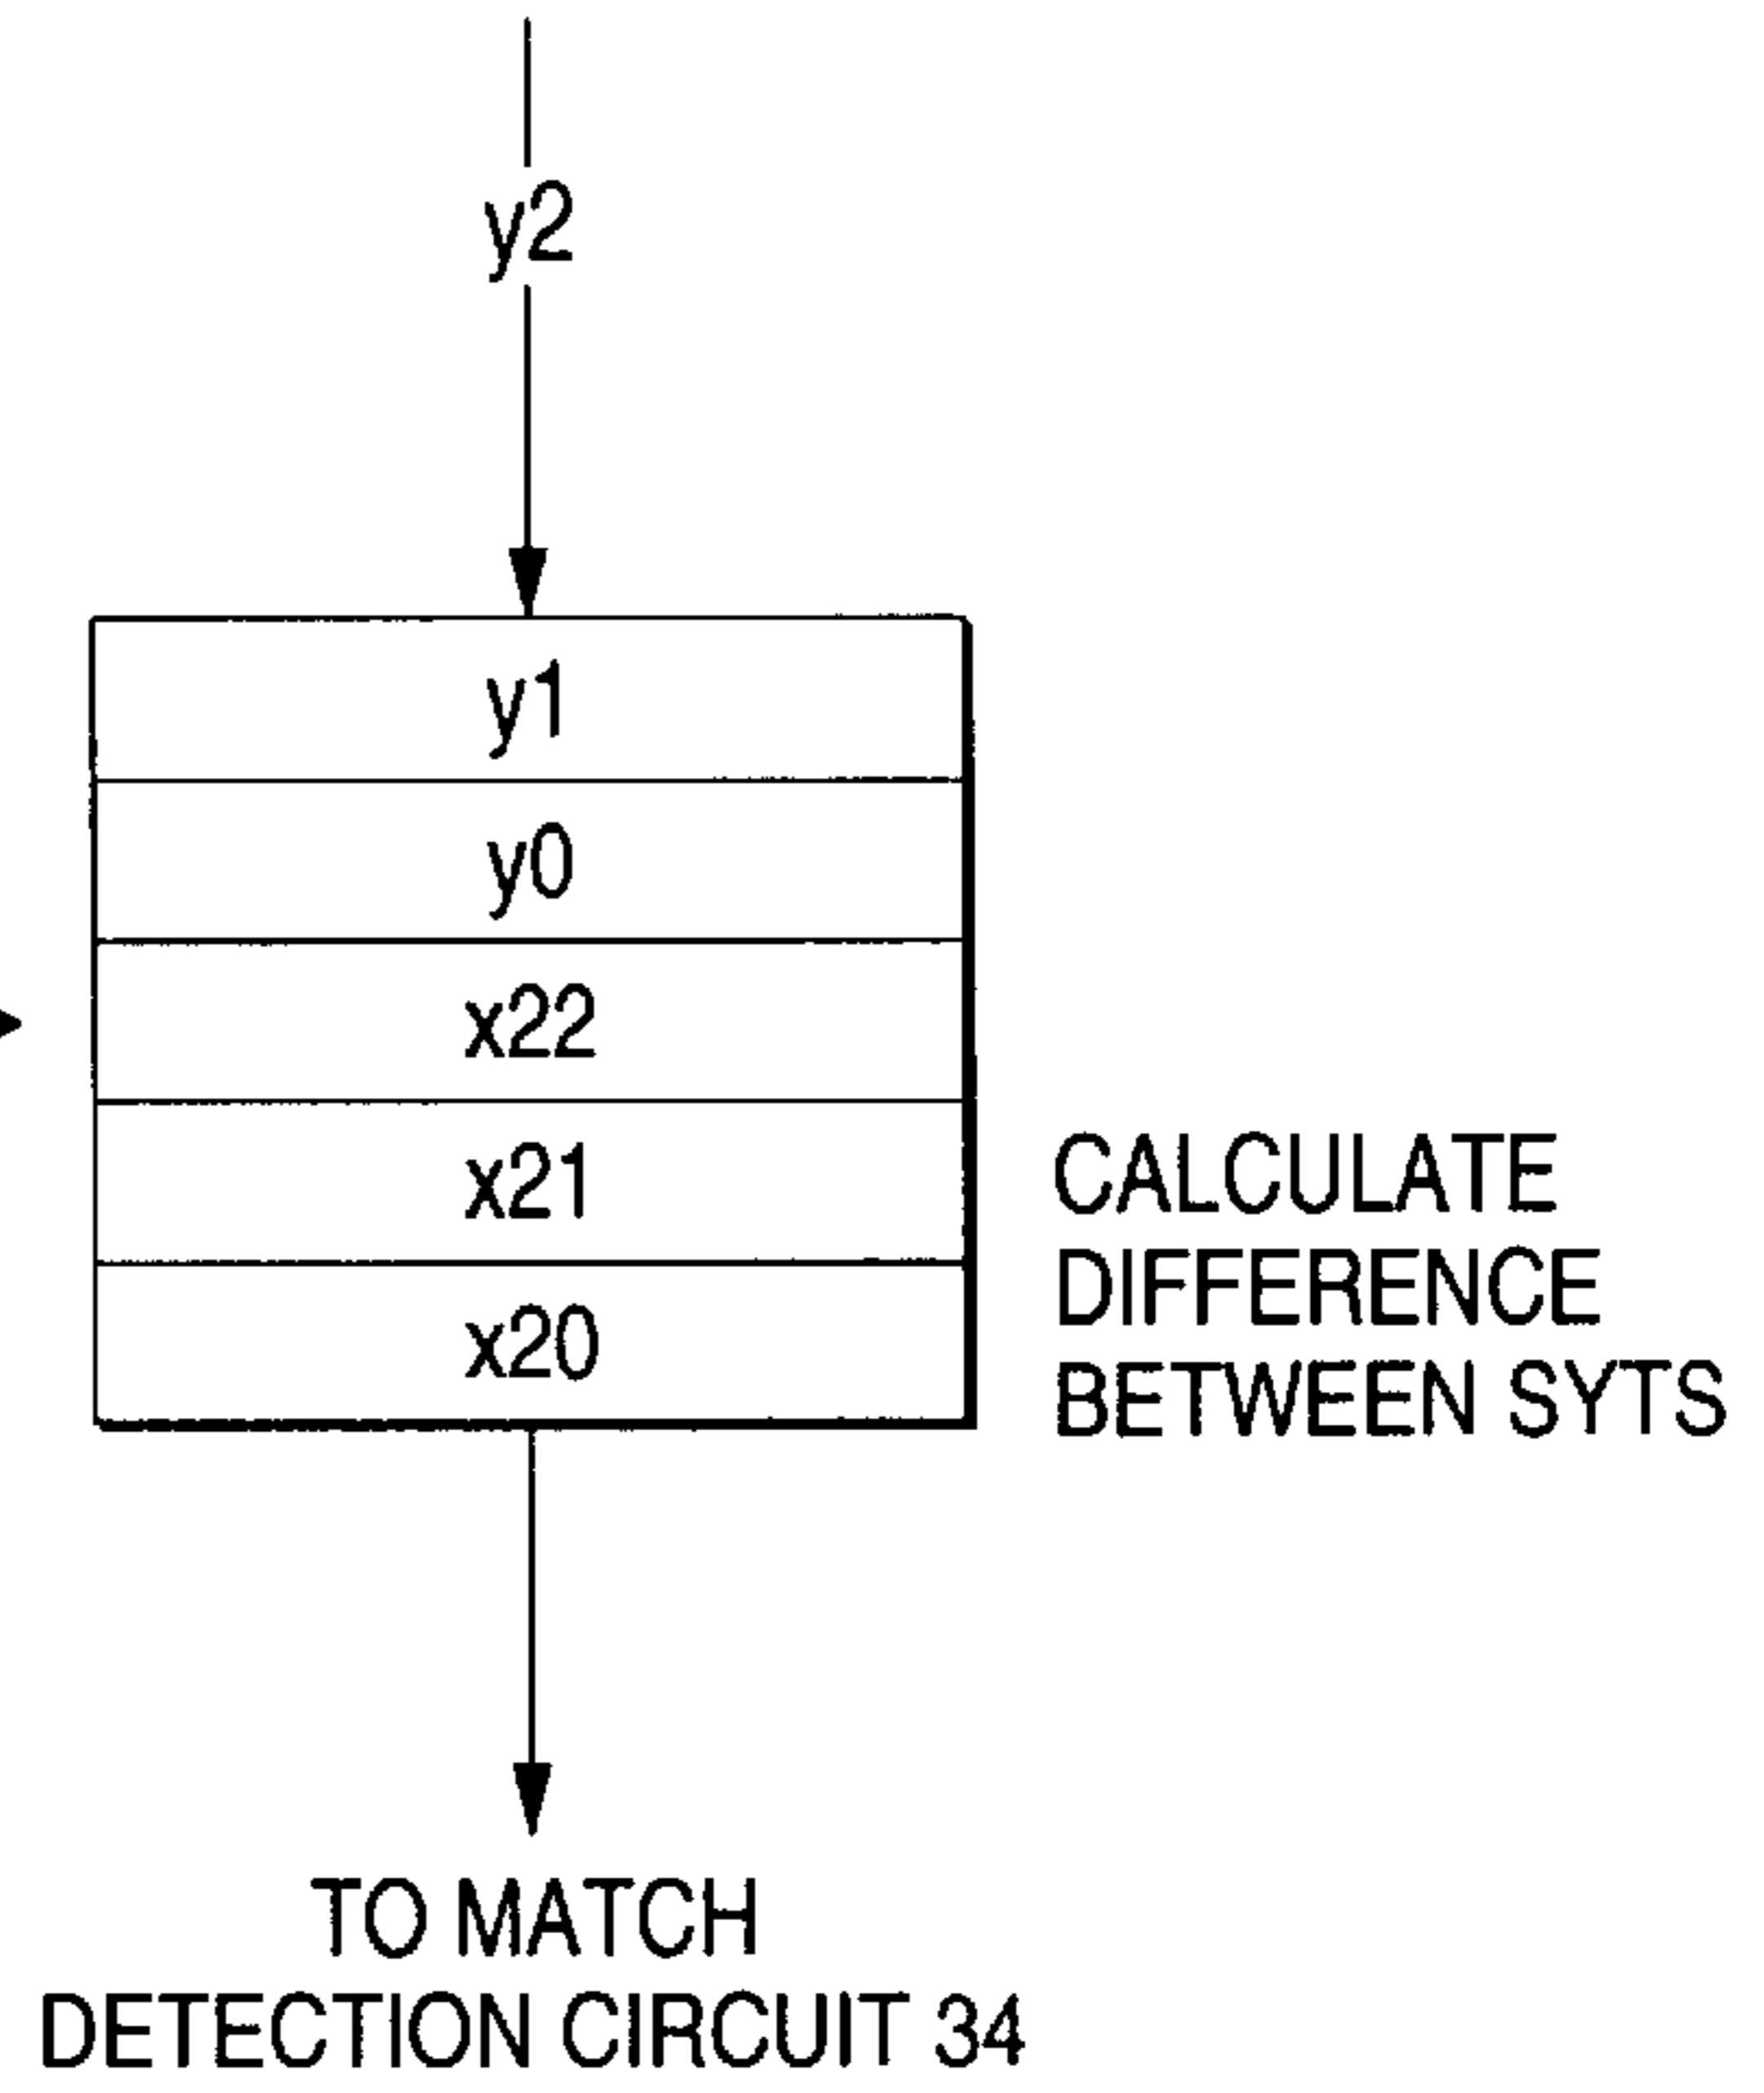 y2
y1
y0
x22
x21
x20
CALCULATE
DIFFERENCE
BETWEEN SYTS
TO MATCH
DETECTION CIRCUIT 34